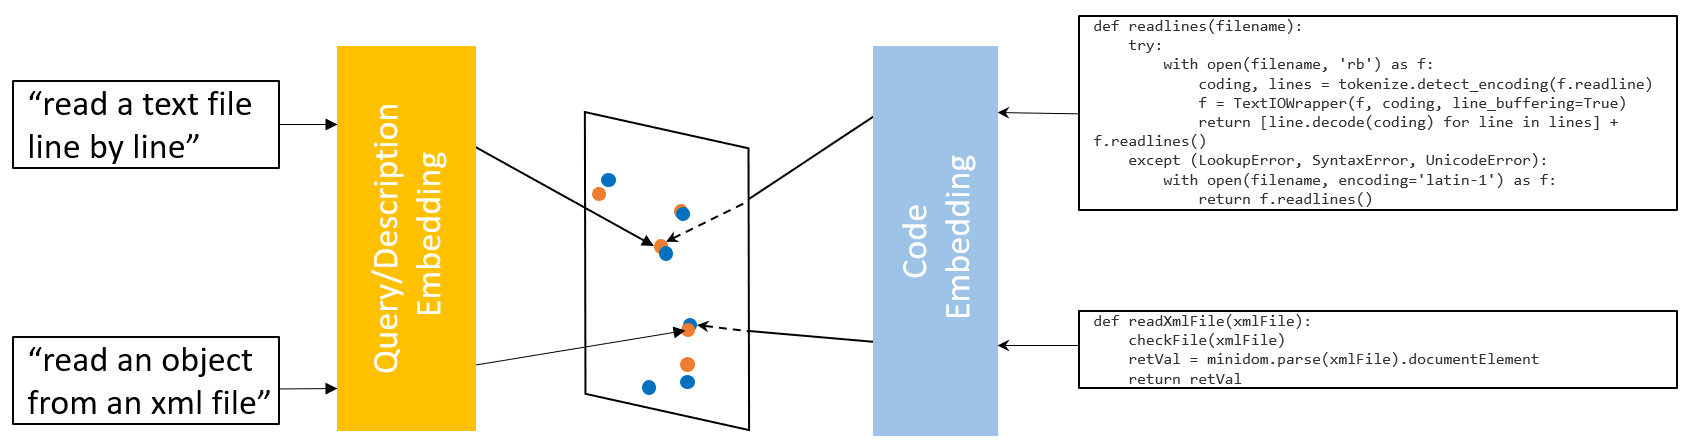 “read a text file
line by line”
“read an object
from an xml file”
Query/Description
Embedding
Code
Embedding
def readlines(filename):
    try:
        with open(filename, 'rb') as f:
            coding, lines = tokenize.detect_encoding(f.readline)
            f = TextIOWrapper(f, coding, line_buffering=True)
            return [line.decode(coding) for line in lines] +
f.readlines()
    except (LookupError, SyntaxError, UnicodeError):
        with open(filename, encoding='latin-1') as f:
            return f.readlines()
def readXmlFile(xmlFile):
    checkFile(xmlFile)
    retVal = minidom.parse(xmlFile).documentElement
    return retVal